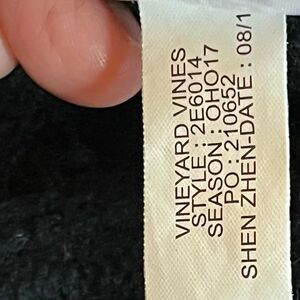 VINEYARD VINES
STYLE : 2E6014
SEASON : OHO17
PO : 210652
SHEN ZHEN-DATE : 08/1